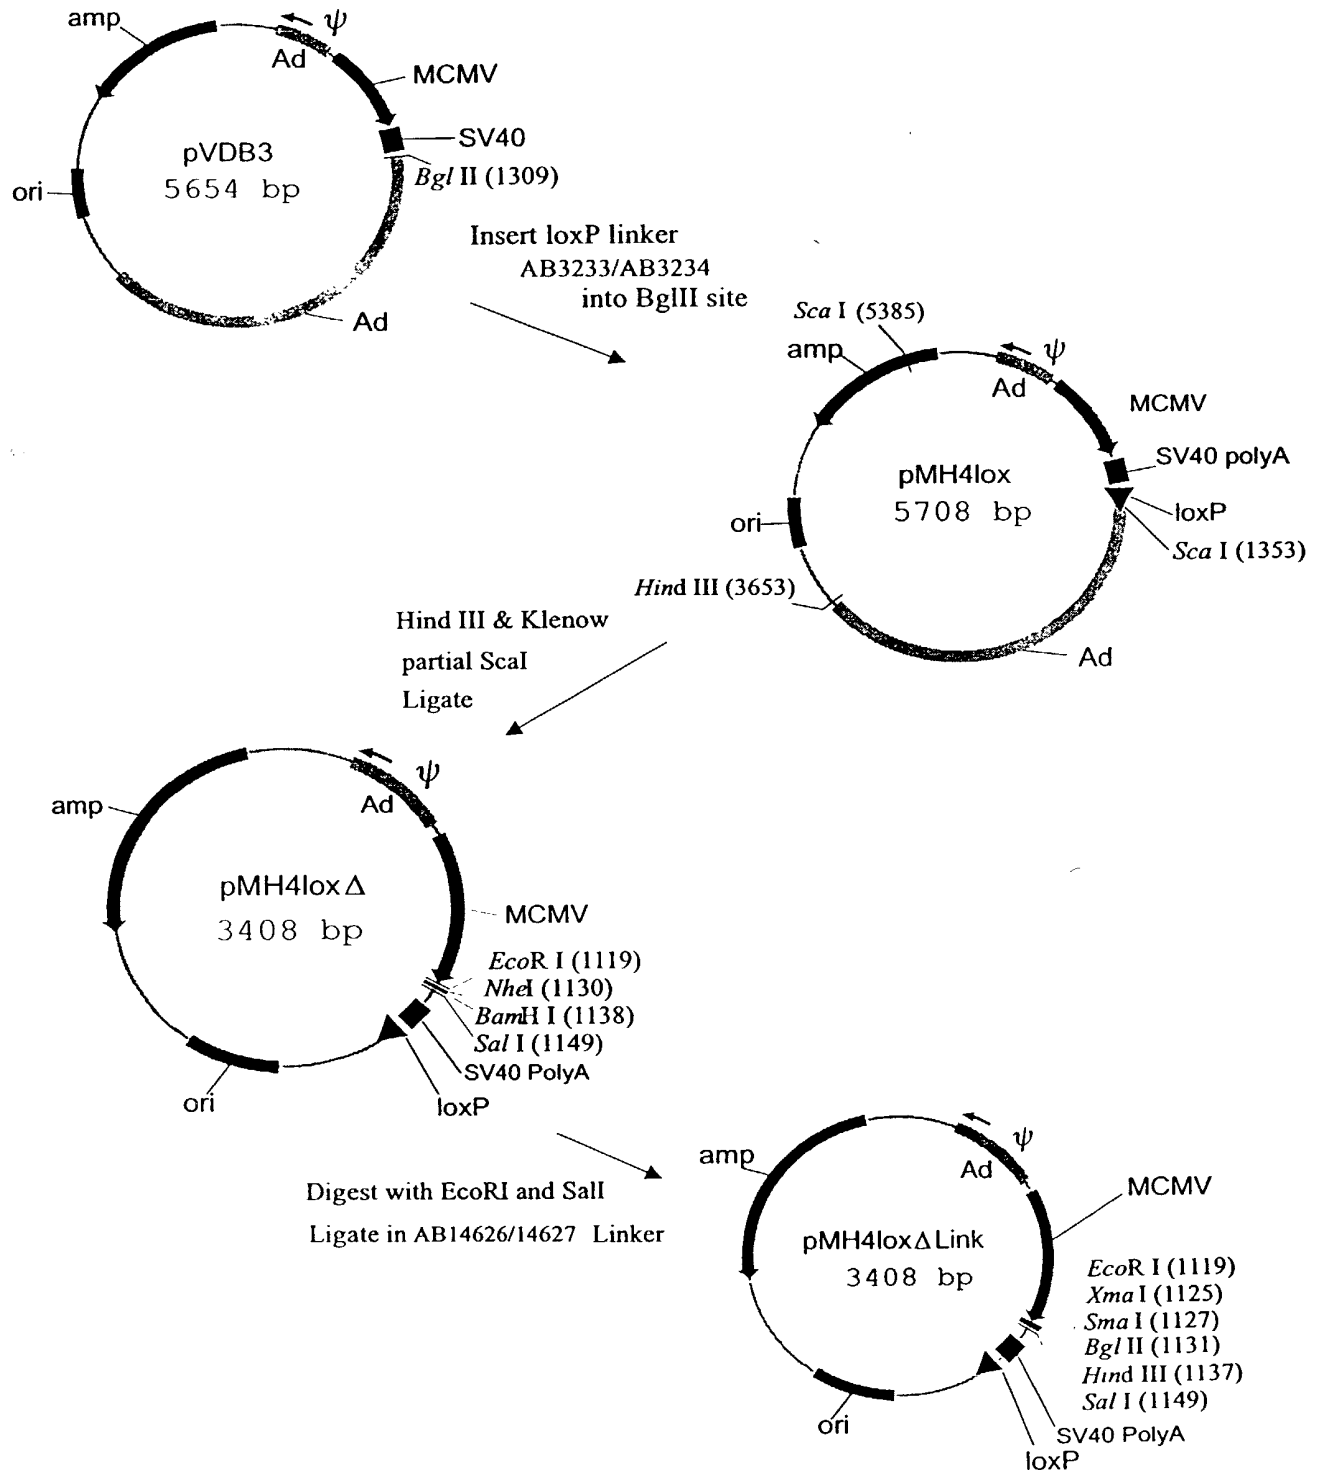 amp
ψ
Ad
MCMV
SV40
Bgl II (1309)
pVDB3
5654 bp
ori
Ad
Insert loxP linker
AB3233/AB3234
into BglII site
Sca I (5385)
amp
ψ
Ad
MCMV
SV40 polyA
loxP
Sca I (1353)
pMH4lox
5708 bp
ori
Hind III (3653)
Ad
Hind III & Klenow
partial ScaI
Ligate
amp
ψ
Ad
pMH4lox Δ
3408 bp
MCMV
EcoR I (1119)
NheI (1130)
BamH I (1138)
Sal I (1149)
SV40 PolyA
loxP
ori
Digest with EcoRI and SalI
Ligate in AB14626/14627 Linker
amp
ψ
Ad
MCMV
pMH4lox Δ Link
3408 bp
EcoR I (1119)
Xma I (1125)
Sma I (1127)
Bgl II (1131)
Hind III (1137)
Sal I (1149)
SV40 PolyA
loxP
ori